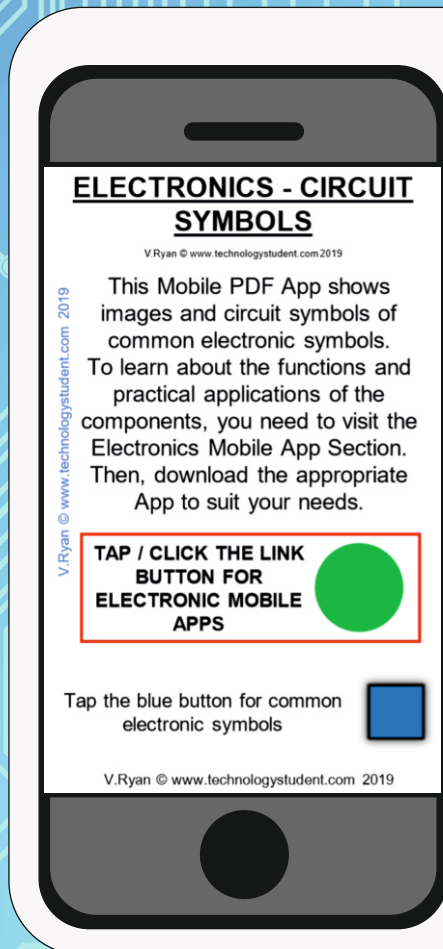 ELECTRONICS - CIRCUIT
SYMBOLS
V.Ryan © www.technologystudent.com 2019
V.Ryan © www.technologystudent.com 2019
This Mobile PDF App shows
images and circuit symbols of
common electronic symbols.
To learn about the functions and
practical applications of the
components, you need to visit the
Electronics Mobile App Section.
Then, download the appropriate
App to suit your needs.
TAP / CLICK THE LINK
BUTTON FOR
ELECTRONIC MOBILE
APPS
Tap the blue button for common
electronic symbols
V.Ryan © www.technologystudent.com 2019